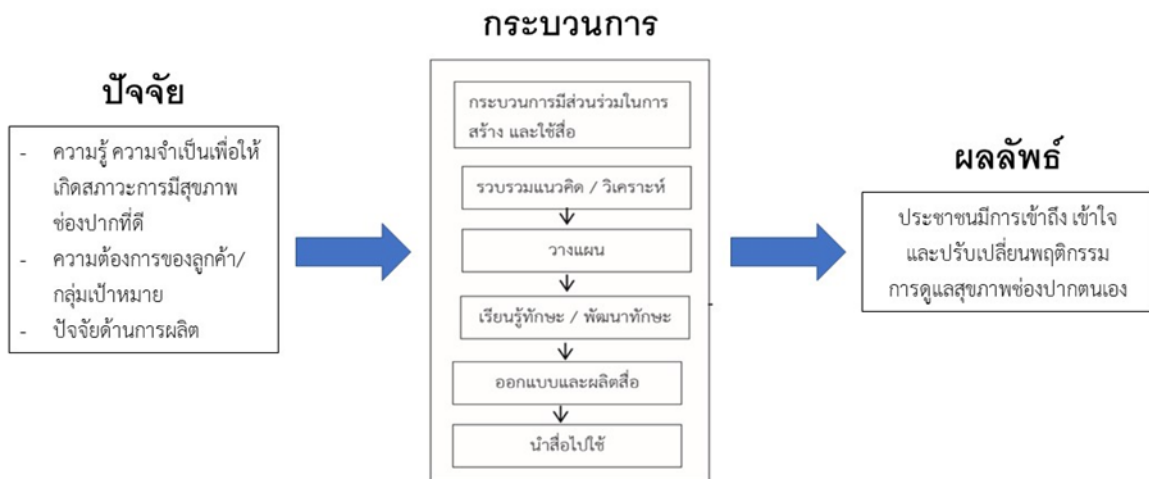 กระบวนการ
ปัจจัย
- ความรู้ ความจำเป็นเพื่อให้
เกิดสภาวะการมีสุขภาพ
ช่องปากที่ดี
- ความต้องการของลูกค้า/
กลุ่มเป้าหมาย
- ปัจจัยด้านการผลิต
กระบวนการมีส่วนร่วมในการ
สร้าง และใช้สื่อ
รวบรวมแนวคิด / วิเคราะห์
วางแผน
เรียนรู้ทักษะ / พัฒนาทักษะ
ออกแบบและผลิตสื่อ
นำสื่อไปใช้
ผลลัพธ์
ประชาชนมีการเข้าถึง เข้าใจ
และปรับเปลี่ยนพฤติกรรม
การดูแลสุขภาพช่องปากตนเอง